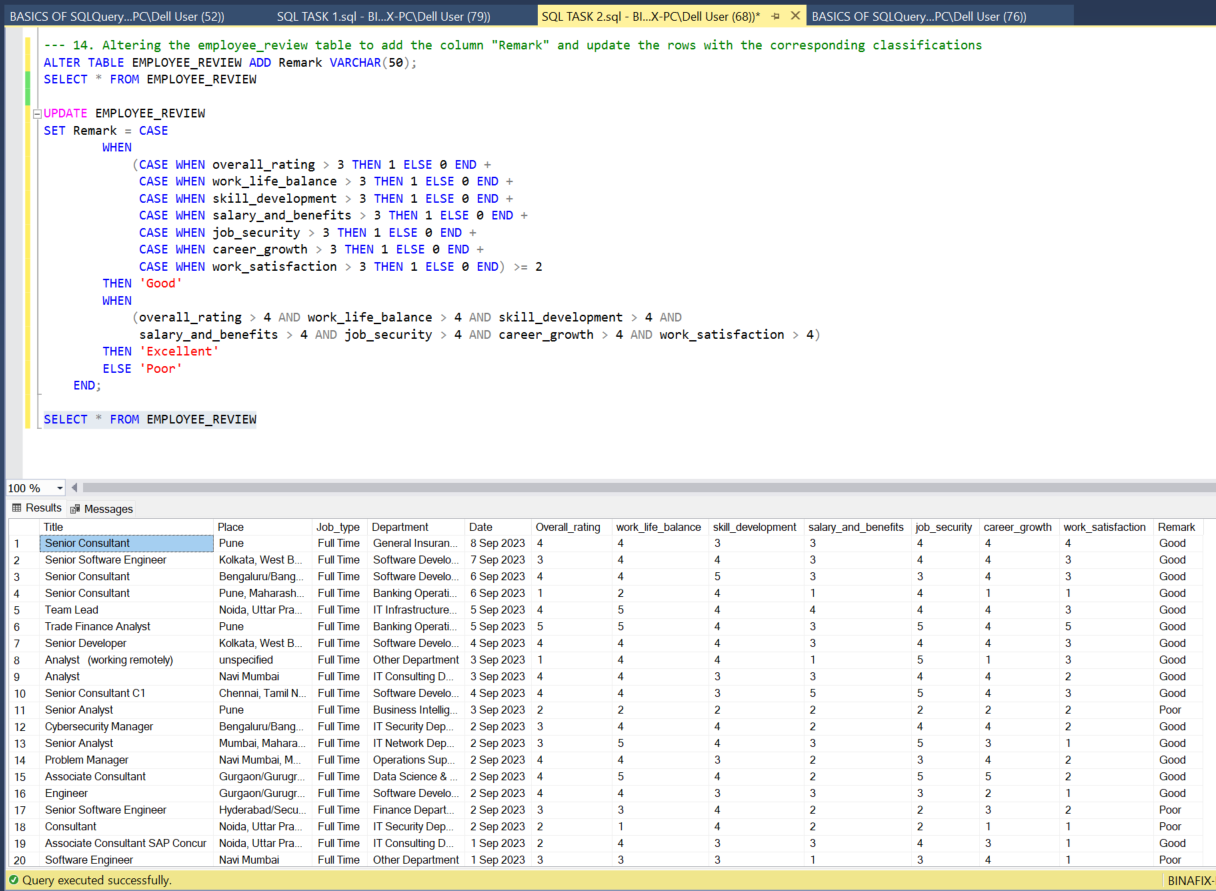 BASICS OF SQLQuery...PC\Dell User (52)) SQL TASK 1.sql - BI...X-PC\Dell User (79)) SQL TASK 2.sql - BI...X-PC\Dell User (68))* BASICS OF SQLQuery...PC\Dell User (76))
--- 14. Altering the employee_review table to add the column "Remark" and update the rows with the corresponding classifications
ALTER TABLE EMPLOYEE_REVIEW ADD Remark VARCHAR(50);
SELECT * FROM EMPLOYEE_REVIEW
UPDATE EMPLOYEE_REVIEW
SET Remark = CASE
WHEN
(CASE WHEN overall_rating > 3 THEN 1 ELSE 0 END +
CASE WHEN work_life_balance > 3 THEN 1 ELSE 0 END +
CASE WHEN skill_development > 3 THEN 1 ELSE 0 END +
CASE WHEN salary_and_benefits > 3 THEN 1 ELSE 0 END +
CASE WHEN job_security > 3 THEN 1 ELSE 0 END +
CASE WHEN career_growth > 3 THEN 1 ELSE 0 END +
CASE WHEN work_satisfaction > 3 THEN 1 ELSE 0 END) >= 2
THEN 'Good'
WHEN
(overall_rating > 4 AND work_life_balance > 4 AND skill_development > 4 AND
salary_and_benefits > 4 AND job_security > 4 AND career_growth > 4 AND work_satisfaction > 4)
THEN 'Excellent'
ELSE 'Poor'
END;
SELECT * FROM EMPLOYEE_REVIEW
100 %
Results Messages
Title Place Job_type Department Date Overall_rating work_life_balance skill_development salary_and_benefits job_security career_growth work_satisfaction Remark
1 Senior Consultant Pune Full Time General Insuran... 8 Sep 2023 4 4 3 3 4 4 4 Good
2 Senior Software Engineer Kolkata, West B... Full Time Software Develo... 7 Sep 2023 3 4 4 3 4 4 3 Good
3 Senior Consultant Bengaluru/Bang... Full Time Software Develo... 6 Sep 2023 4 4 5 3 3 4 3 Good
4 Senior Consultant Pune, Maharash... Full Time Banking Operati... 6 Sep 2023 1 2 4 1 4 1 1 Good
5 Team Lead Noida, Uttar Pra... Full Time IT Infrastructure... 5 Sep 2023 4 5 4 4 4 4 3 Good
6 Trade Finance Analyst Pune Full Time Banking Operati... 5 Sep 2023 5 5 4 3 5 4 5 Good
7 Senior Developer Kolkata, West B... Full Time Software Develo... 4 Sep 2023 4 4 4 3 4 4 3 Good
8 Analyst (working remotely) unspecified Full Time Other Department 3 Sep 2023 1 4 4 1 5 1 3 Good
9 Analyst Navi Mumbai Full Time IT Consulting D... 3 Sep 2023 4 4 3 3 4 4 2 Good
10 Senior Consultant C1 Chennai, Tamil N... Full Time Software Develo... 4 Sep 2023 4 4 3 5 5 4 3 Good
11 Senior Analyst Pune Full Time Business Intellig... 3 Sep 2023 2 2 2 2 2 2 2 Poor
12 Cybersecurity Manager Bengaluru/Bang... Full Time IT Security Dep... 2 Sep 2023 3 4 4 2 4 4 2 Good
13 Senior Analyst Mumbai, Mahara... Full Time IT Network Dep... 2 Sep 2023 3 5 4 3 5 3 1 Good
14 Problem Manager Navi Mumbai, M... Full Time Operations Sup... 2 Sep 2023 4 4 3 2 3 4 2 Good
15 Associate Consultant Gurgaon/Gurugr... Full Time Data Science & ... 2 Sep 2023 4 5 4 2 5 5 2 Good
16 Engineer Gurgaon/Gurugr... Full Time Software Develo... 2 Sep 2023 4 4 3 3 3 2 1 Good
17 Senior Software Engineer Hyderabad/Secu... Full Time Finance Depart... 2 Sep 2023 3 3 4 2 2 3 2 Poor
18 Consultant Noida, Uttar Pra... Full Time IT Security Dep... 2 Sep 2023 2 1 4 2 2 1 1 Poor
19 Associate Consultant SAP Concur Noida, Uttar Pra... Full Time IT Consulting D... 1 Sep 2023 2 4 3 3 4 3 1 Good
20 Software Engineer Navi Mumbai Full Time Other Department 1 Sep 2023 3 3 3 1 3 4 1 Poor
Query executed successfully. BINAFIX-